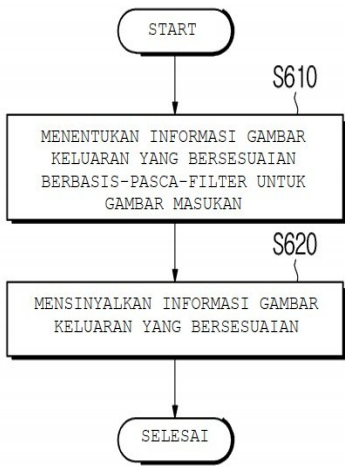 START
S610
MENENTUKAN INFORMASI GAMBAR
KELUARAN YANG BERSESUAIAN
BERBASIS-PASCA-FILTER UNTUK
GAMBAR MASUKAN
S620
MENSINYALKAN INFORMASI GAMBAR
KELUARAN YANG BERSESUAIAN
SELESAI